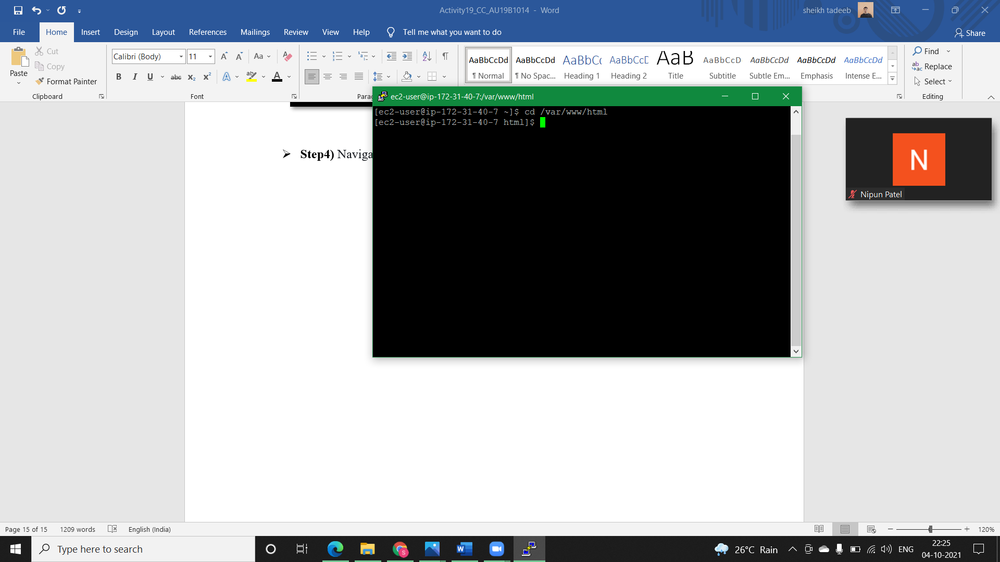 Activity19_CC_AU19B1014 - Word
sheikh tadeeb
File Home Insert Design Layout References Mailings Review View Help Tell me what you want to do
Share
Paste
Cut
Copy
Format Painter
Clipboard
Calibri (Body) 11
Font
AaBbCcDd AaBbCcDd AaBbCc AaBbCcD AaB AaBbCcD AaBbCcDd AaBbCcDd AaBbCcDd
¶ Normal ¶ No Spac... Heading 1 Heading 2 Title Subtitle Subtle Em... Emphasis Intense E...
Find
Replace
Select
Editing
Parag
ec2-user@ip-172-31-40-7:/var/www/html
[ec2-user@ip-172-31-40-7 ~]$ cd /var/www/html
[ec2-user@ip-172-31-40-7 html]$
Step4) Naviga
N
Nipun Patel
Page 15 of 15 1209 words English (India)
120%
Type here to search
26°C Rain
ENG
22:25
04-10-2021